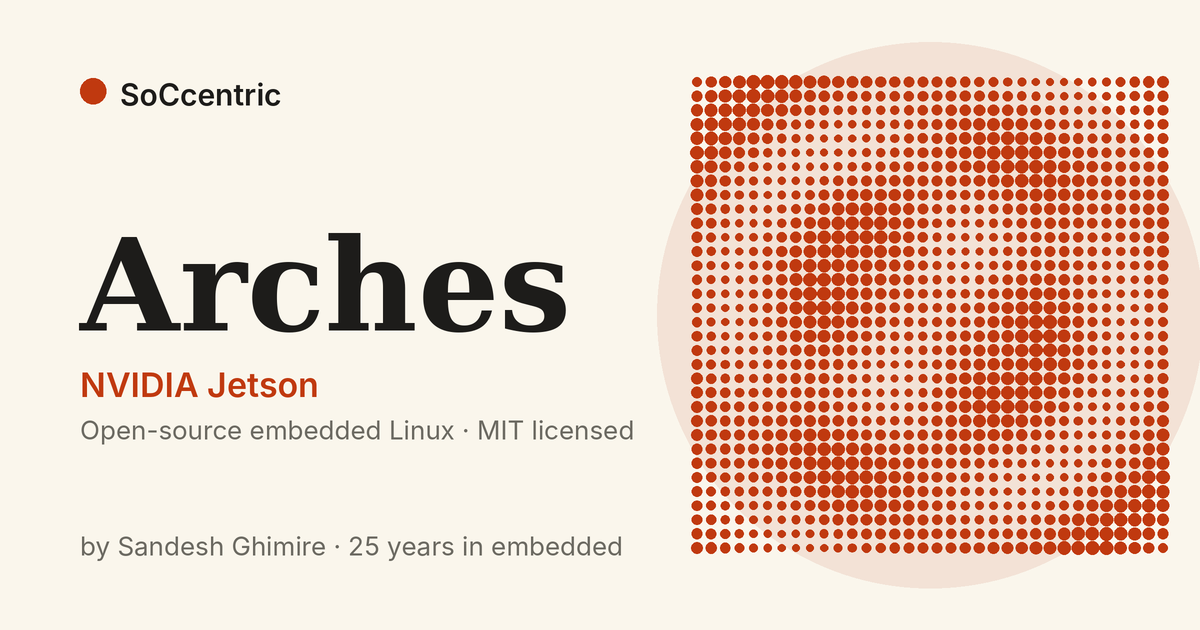 SoCcentric
Arches
NVIDIA Jetson
Open-source embedded Linux · MIT licensed
by Sandesh Ghimire · 25 years in embedded